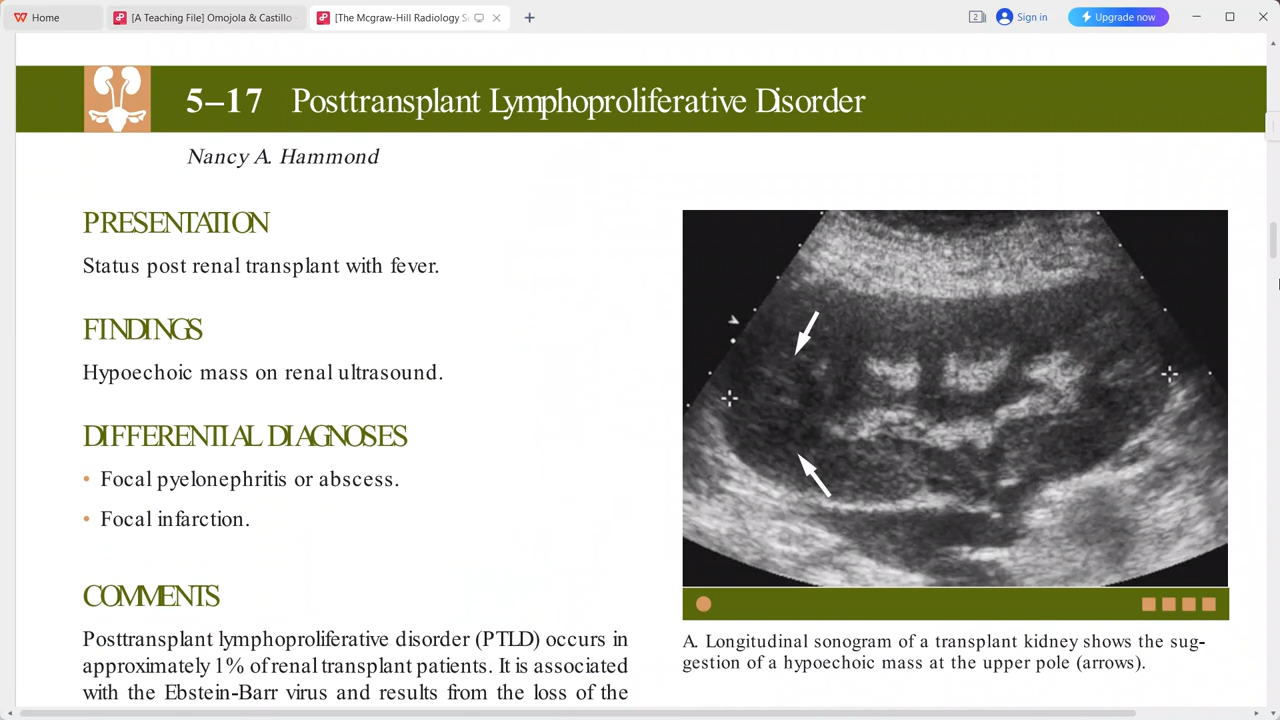 Home
[A Teaching File] Omojola & Castillo
[The Mcgraw-Hill Radiology S
2
Sign in
Upgrade now
5–17 Posttransplant Lymphoproliferative Disorder
Nancy A. Hammond
PRESENTATION
Status post renal transplant with fever.
FINDINGS
Hypoechoic mass on renal ultrasound.
DIFFERENTIAL DIAGNOSES
• Focal pyelonephritis or abscess.
• Focal infarction.
COMMENTS
Posttransplant lymphoproliferative disorder (PTLD) occurs in
approximately 1% of renal transplant patients. It is associated
with the Ebstein-Barr virus and results from the loss of the
A. Longitudinal sonogram of a transplant kidney shows the sug-
gestion of a hypoechoic mass at the upper pole (arrows).